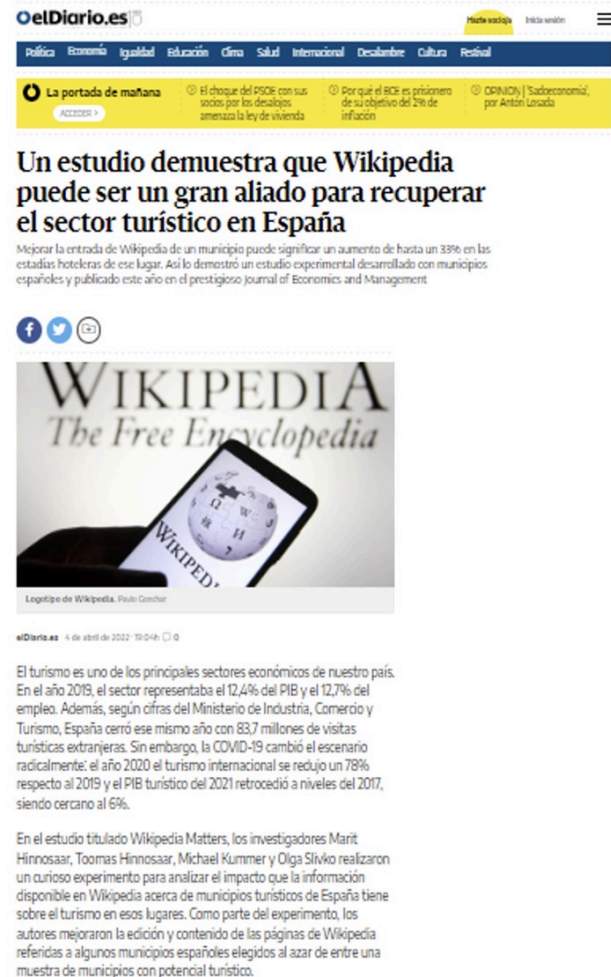 elDiario.es
Hazte socio/a
Inicia sesión
Política Economía Igualdad Educación Clima Salud Internacional Desalambre Cultura Festival
La portada de mañana
ACCEDER >
El choque del PSOE con sus
socios por los desalojos
amenaza la ley de vivienda
Por qué el BCE es prisionero
de su objetivo del 2% de
inflación
OPINIÓN | 'Sadoeconomía',
por Antón Losada
Un estudio demuestra que Wikipedia
puede ser un gran aliado para recuperar
el sector turístico en España
Mejorar la entrada de Wikipedia de un municipio puede significar un aumento de hasta un 33% en las
estadías hoteleras de ese lugar. Así lo demostró un estudio experimental desarrollado con municipios
españoles y publicado este año en el prestigioso Journal of Economics and Management
WIKIPEDIA
The Free Encyclopedia
Ω W
И
WIKIPED
Logotipo de Wikipedia. Pavlo Gonchar
elDiario.es 4 de abril de 2022 · 19:04h 0
El turismo es uno de los principales sectores económicos de nuestro país.
En el año 2019, el sector representaba el 12,4% del PIB y el 12,7% del
empleo. Además, según cifras del Ministerio de Industria, Comercio y
Turismo, España cerró ese mismo año con 83,7 millones de visitas
turísticas extranjeras. Sin embargo, la COVID-19 cambió el escenario
radicalmente: el año 2020 el turismo internacional se redujo un 78%
respecto al 2019 y el PIB turístico del 2021 retrocedió a niveles del 2017,
siendo cercano al 6%.
En el estudio titulado Wikipedia Matters, los investigadores Marit
Hinnosaar, Toomas Hinnosaar, Michael Kummer y Olga Slivko realizaron
un curioso experimento para analizar el impacto que la información
disponible en Wikipedia acerca de municipios turísticos de España tiene
sobre el turismo en esos lugares. Como parte del experimento, los
autores mejoraron la edición y contenido de las páginas de Wikipedia
referidas a algunos municipios españoles elegidos al azar de entre una
muestra de municipios con potencial turístico.